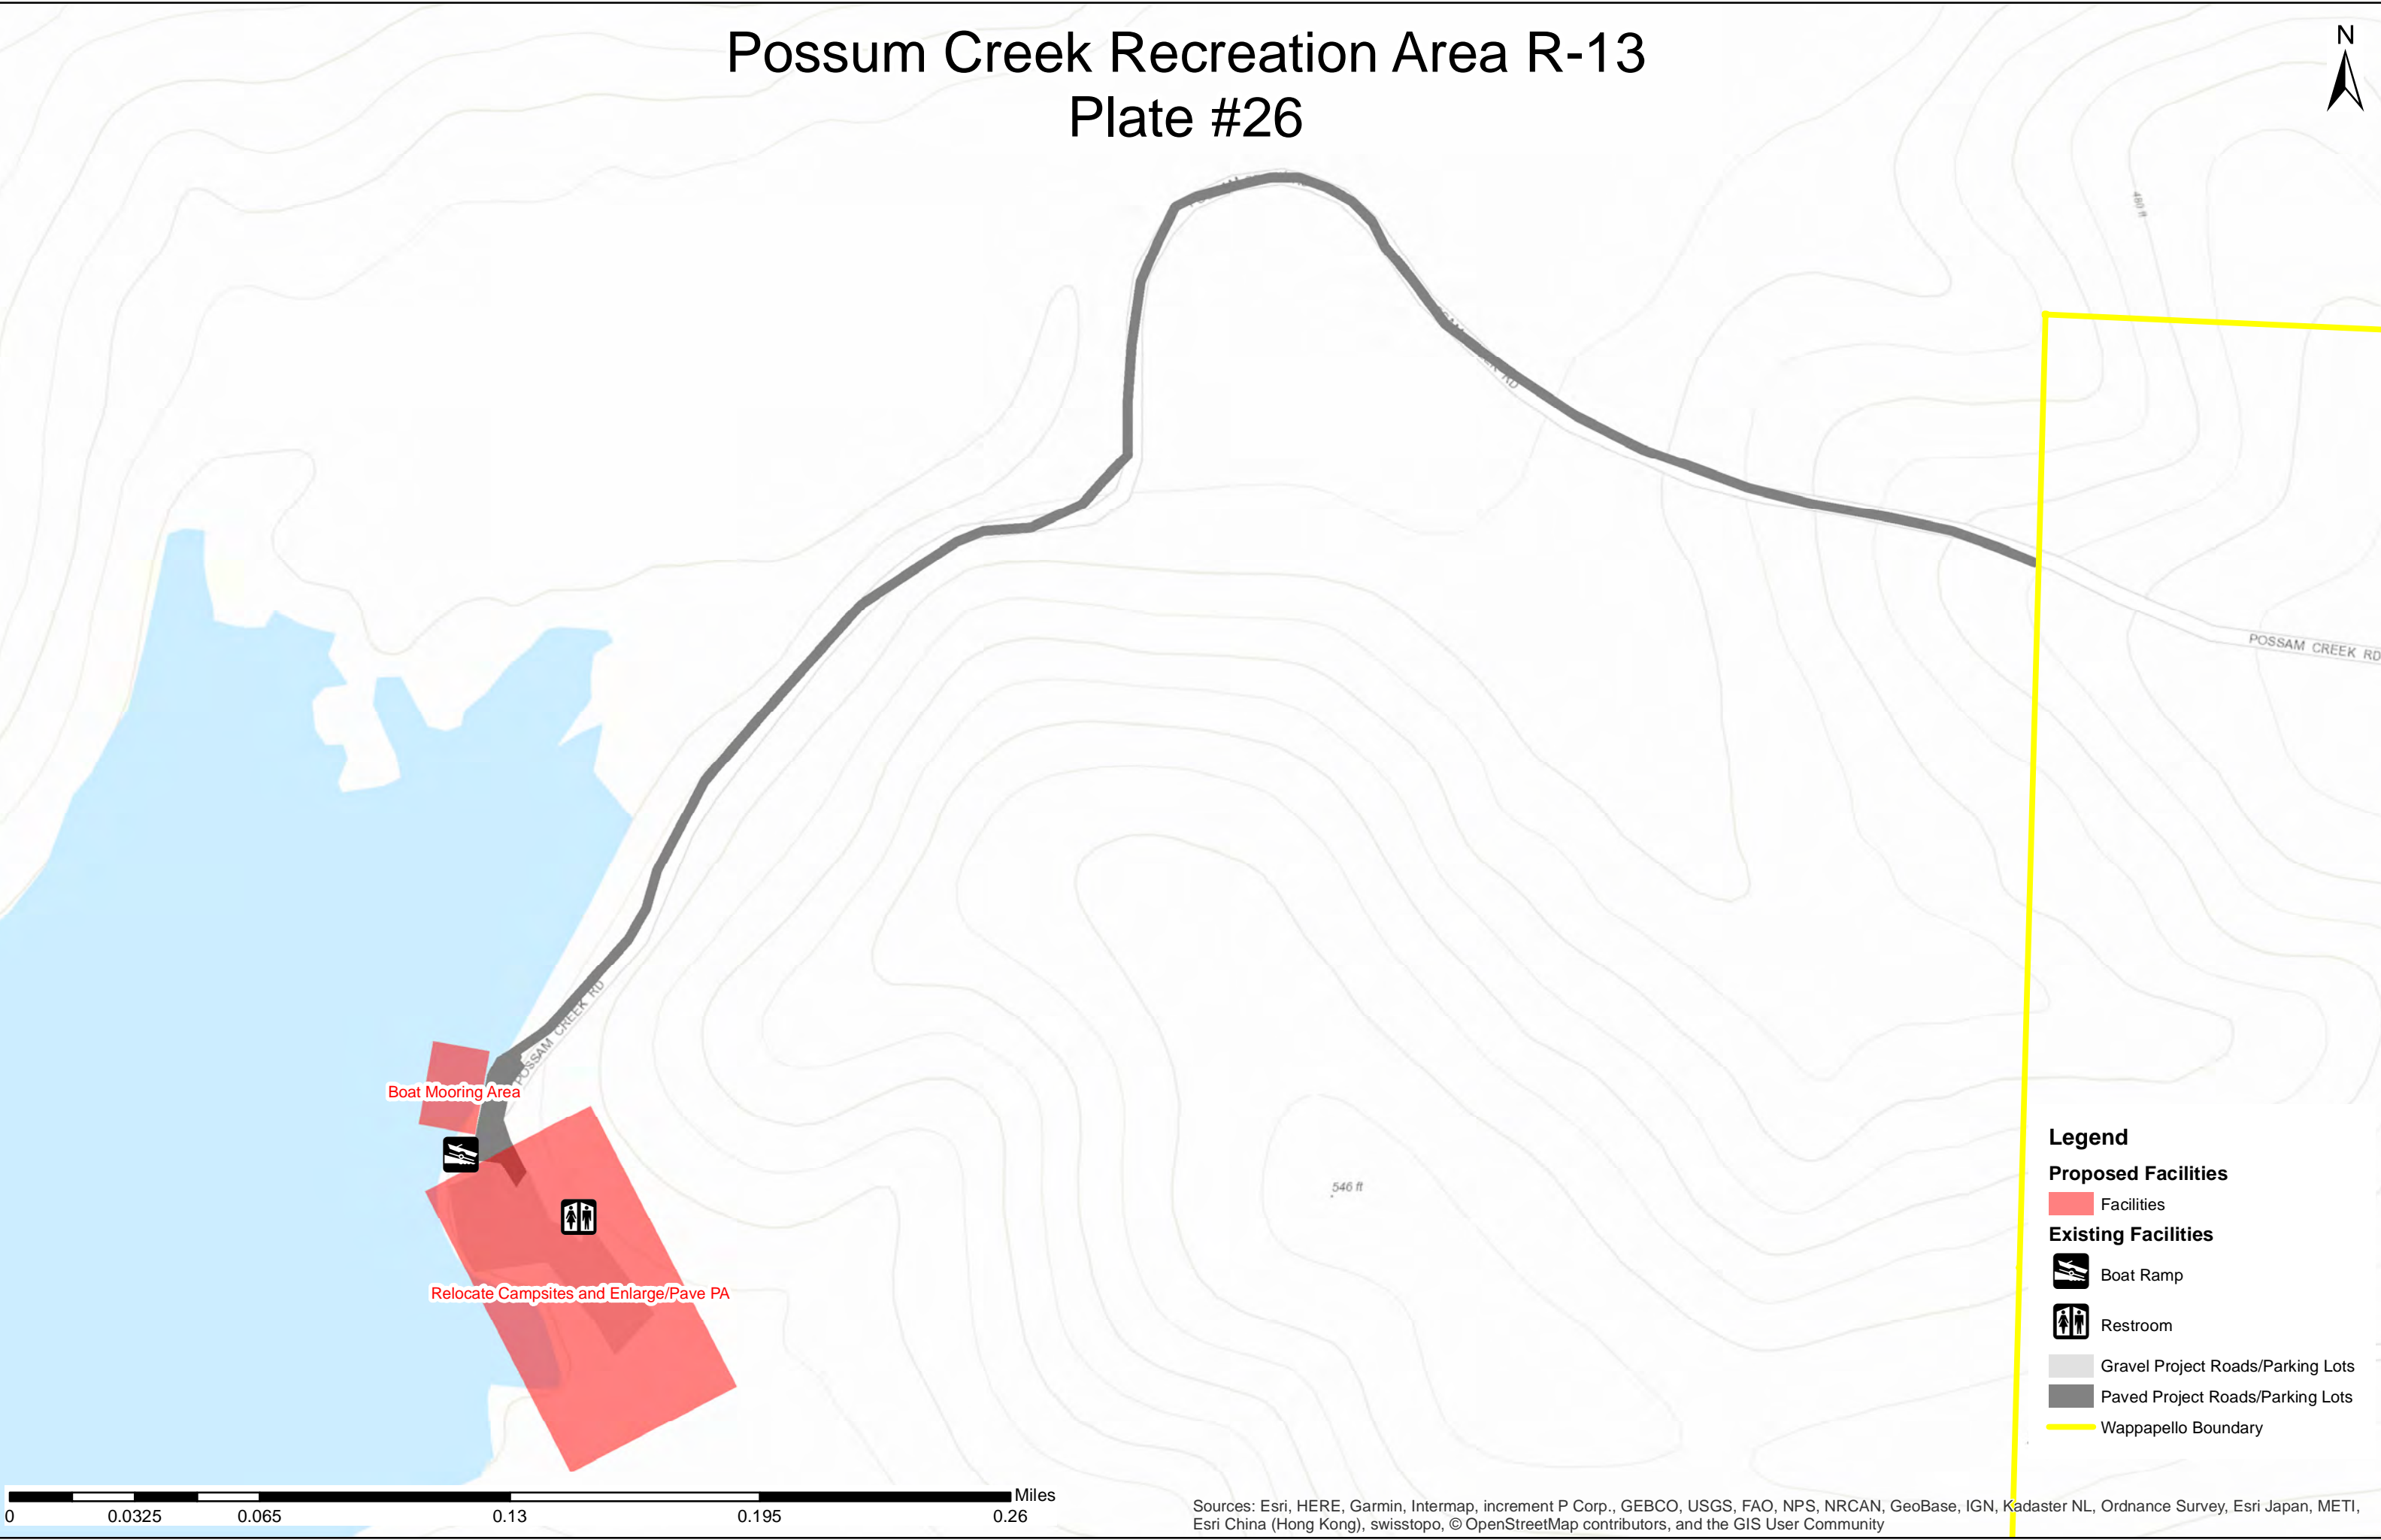 Possum Creek Recreation Area R-13
Plate #26
N
480 ft
RD
POSSAM CREEK RD
POSSAM CREEK RD
Boat Mooring Area
Relocate Campsites and Enlarge/Pave PA
546 ft
Legend
Proposed Facilities
Facilities
Existing Facilities
Boat Ramp
Restroom
Gravel Project Roads/Parking Lots
Paved Project Roads/Parking Lots
Wappapello Boundary
Miles
0 0.0325 0.065 0.13 0.195 0.26
Sources: Esri, HERE, Garmin, Intermap, increment P Corp., GEBCO, USGS, FAO, NPS, NRCAN, GeoBase, IGN, Kadaster NL, Ordnance Survey, Esri Japan, METI,
Esri China (Hong Kong), swisstopo, © OpenStreetMap contributors, and the GIS User Community